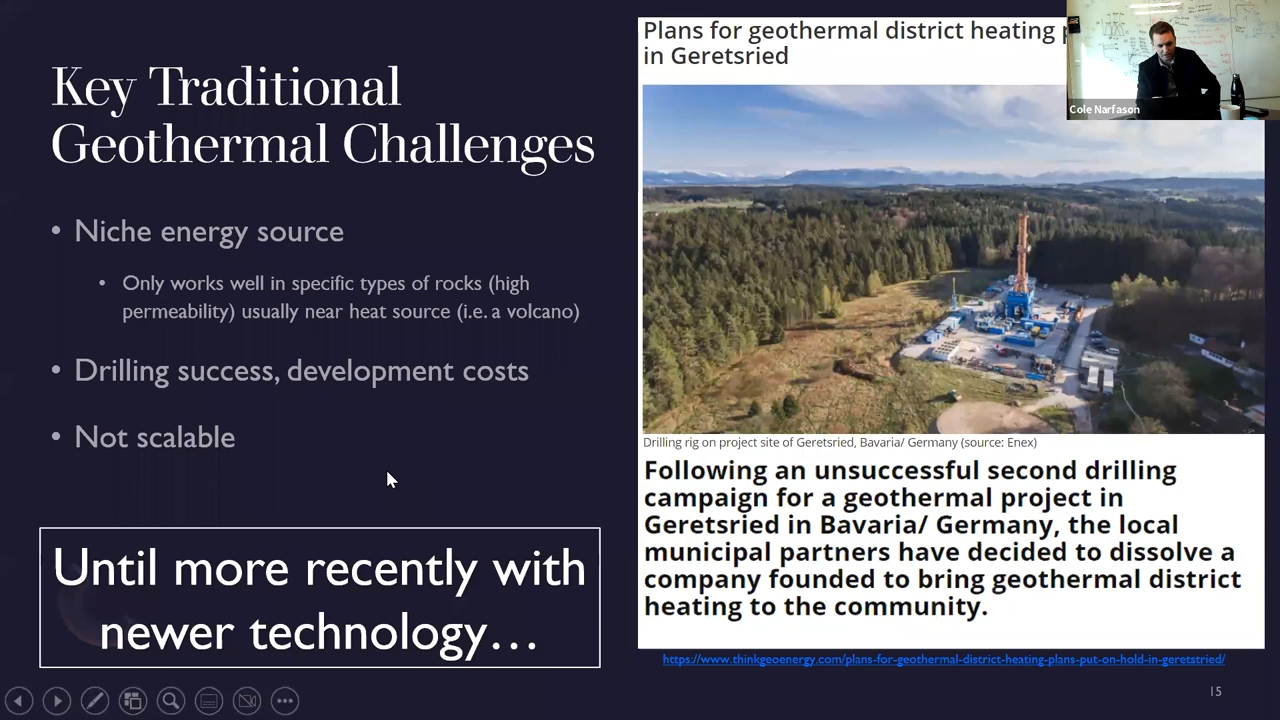 Key Traditional
Geothermal Challenges
• Niche energy source
• Only works well in specific types of rocks (high
permeability) usually near heat source (i.e. a volcano)
• Drilling success, development costs
• Not scalable
Until more recently with
newer technology…
Plans for geothermal district heating
in Geretsried
Cole Narfason
Drilling rig on project site of Geretsried, Bavaria/ Germany (source: Enex)
Following an unsuccessful second drilling
campaign for a geothermal project in
Geretsried in Bavaria/ Germany, the local
municipal partners have decided to dissolve a
company founded to bring geothermal district
heating to the community.
https://www.thinkgeoenergy.com/plans-for-geothermal-district-heating-plans-put-on-hold-in-geretstried/
15